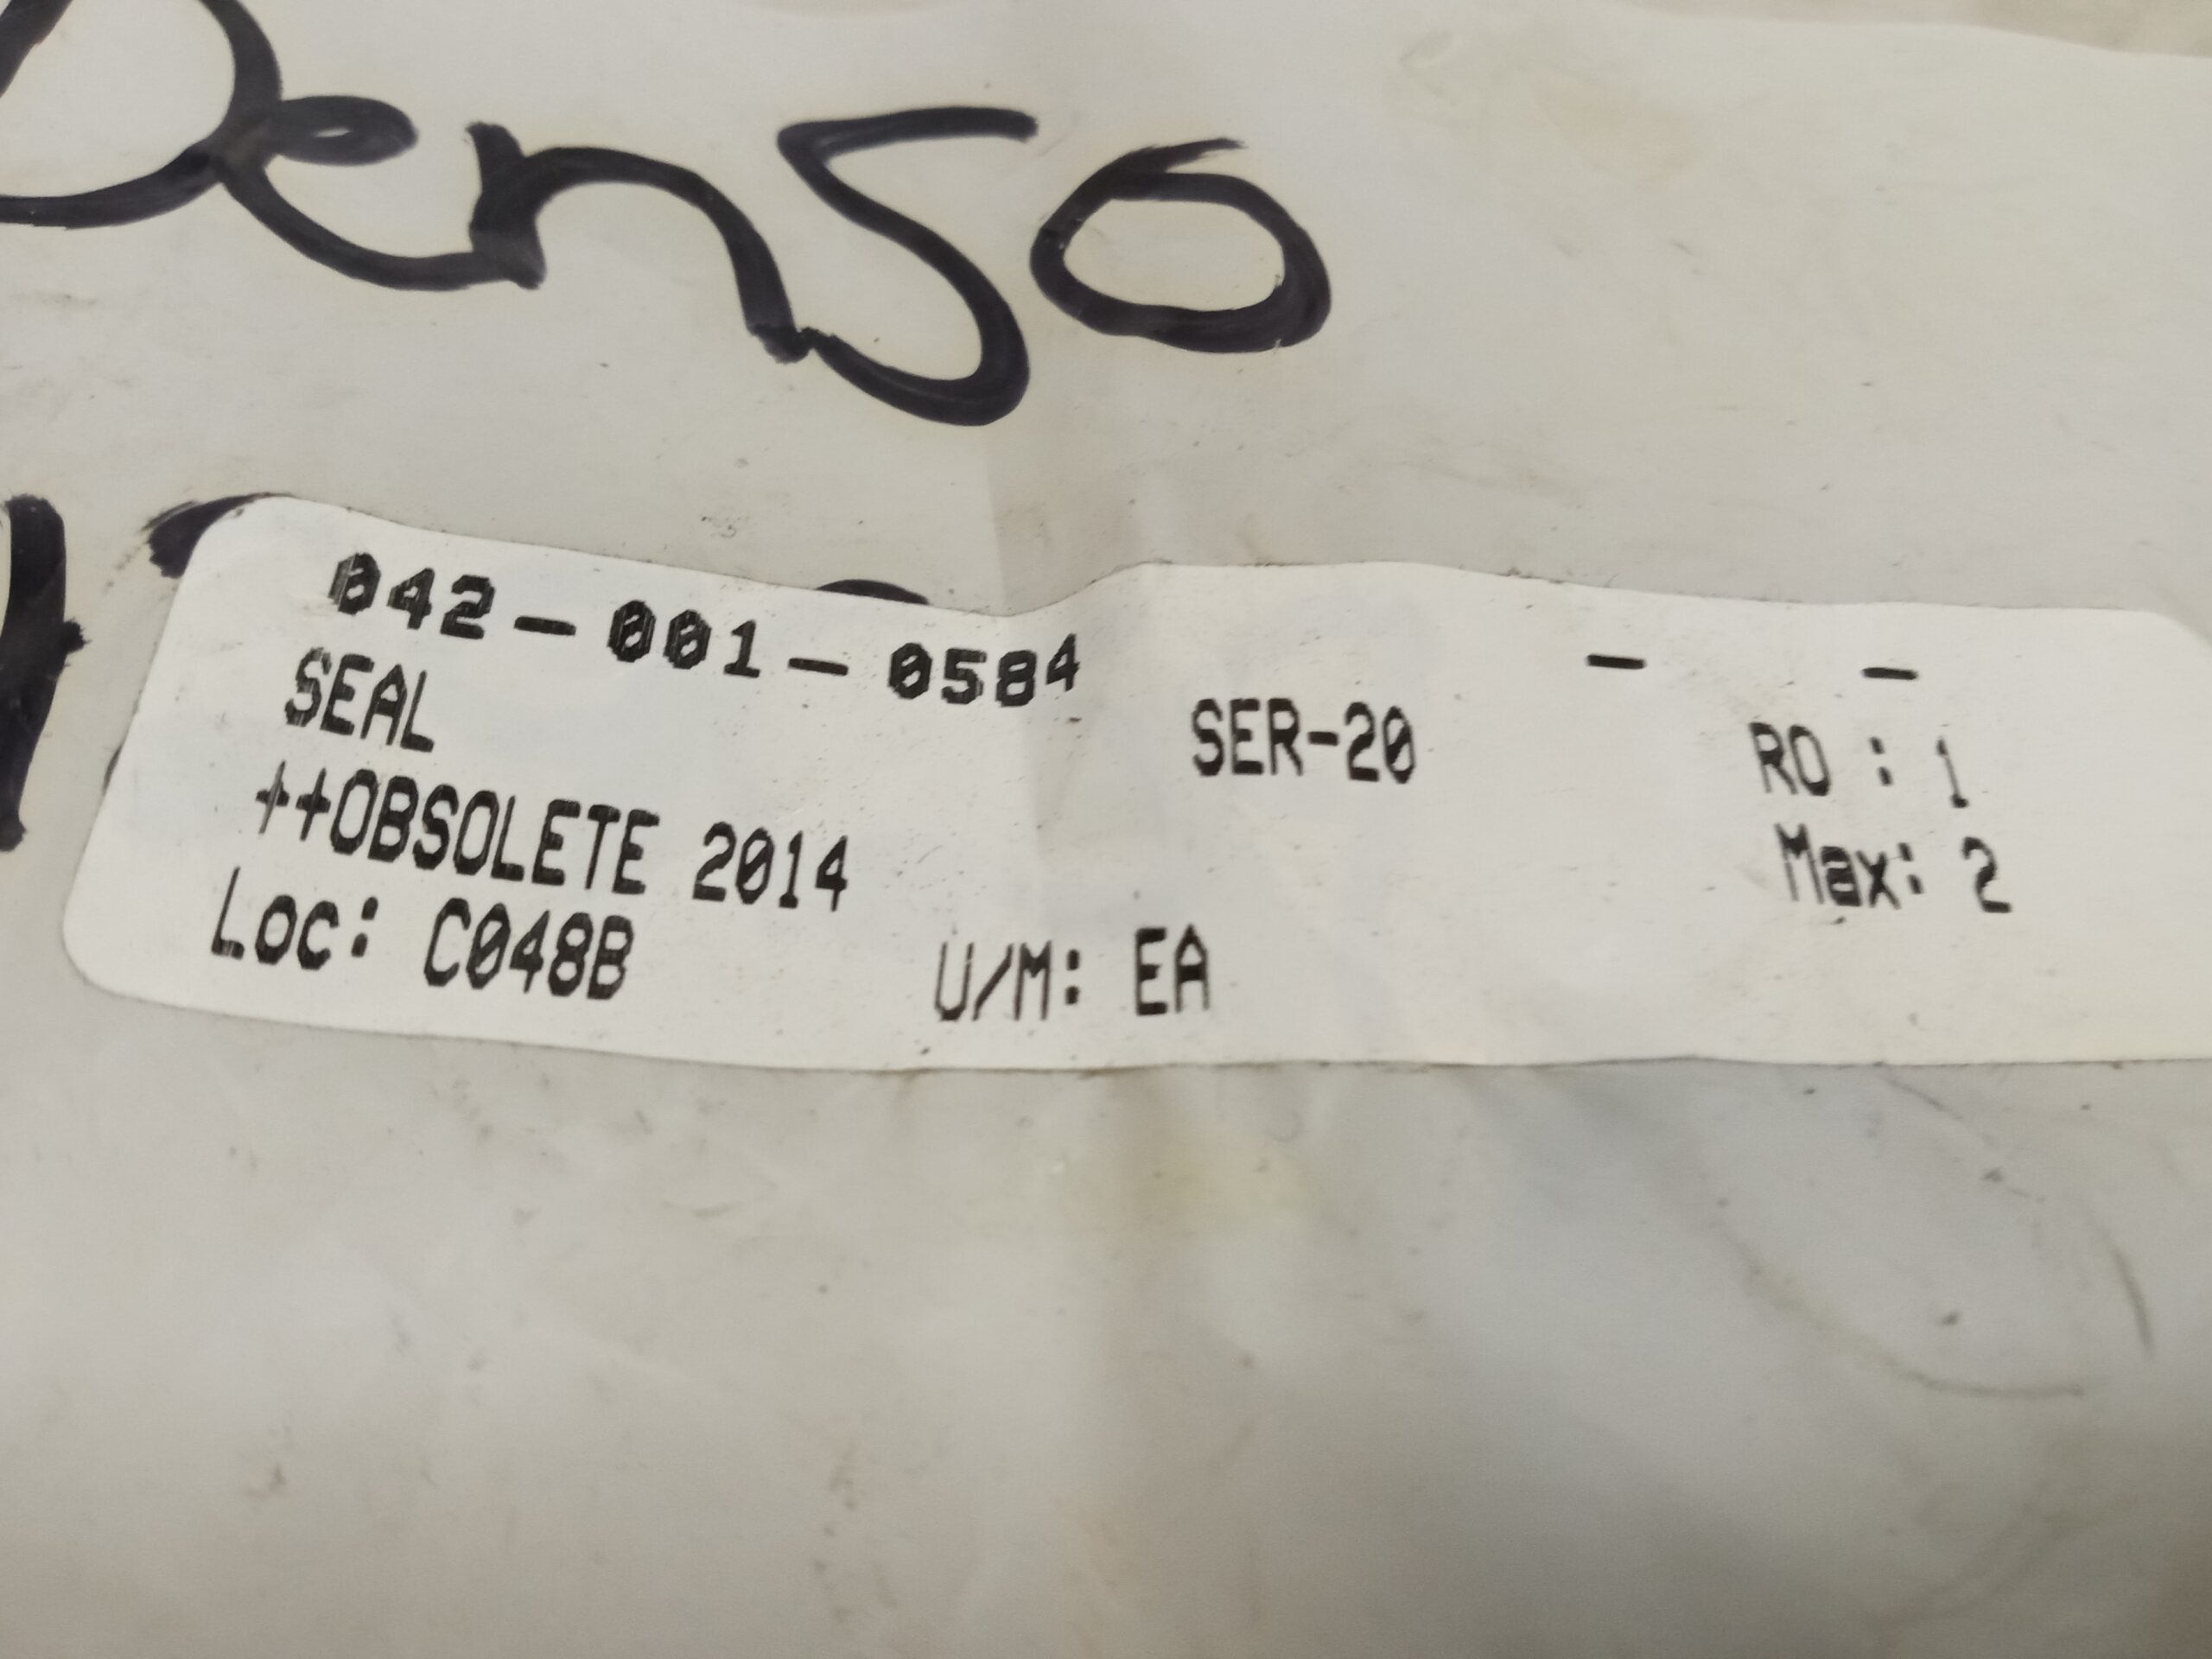 Denso
042-001-0584 - -
SEAL SER-20 RO : 1
++OBSOLETE 2014 Max: 2
Loc: C048B U/M: EA